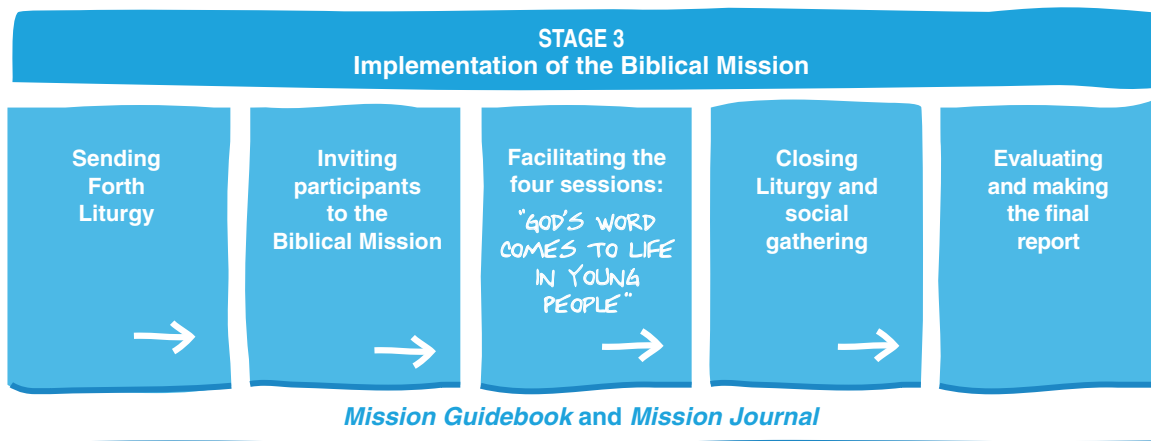 STAGE 3
Implementation of the Biblical Mission
Sending
Forth
Liturgy
Inviting
participants
to the
Biblical Mission
Facilitating the
four sessions:
"GOD'S WORD
COMES TO LIFE
IN YOUNG
PEOPLE"
Closing
Liturgy and
social
gathering
Evaluating
and making
the final
report
Mission Guidebook and Mission Journal